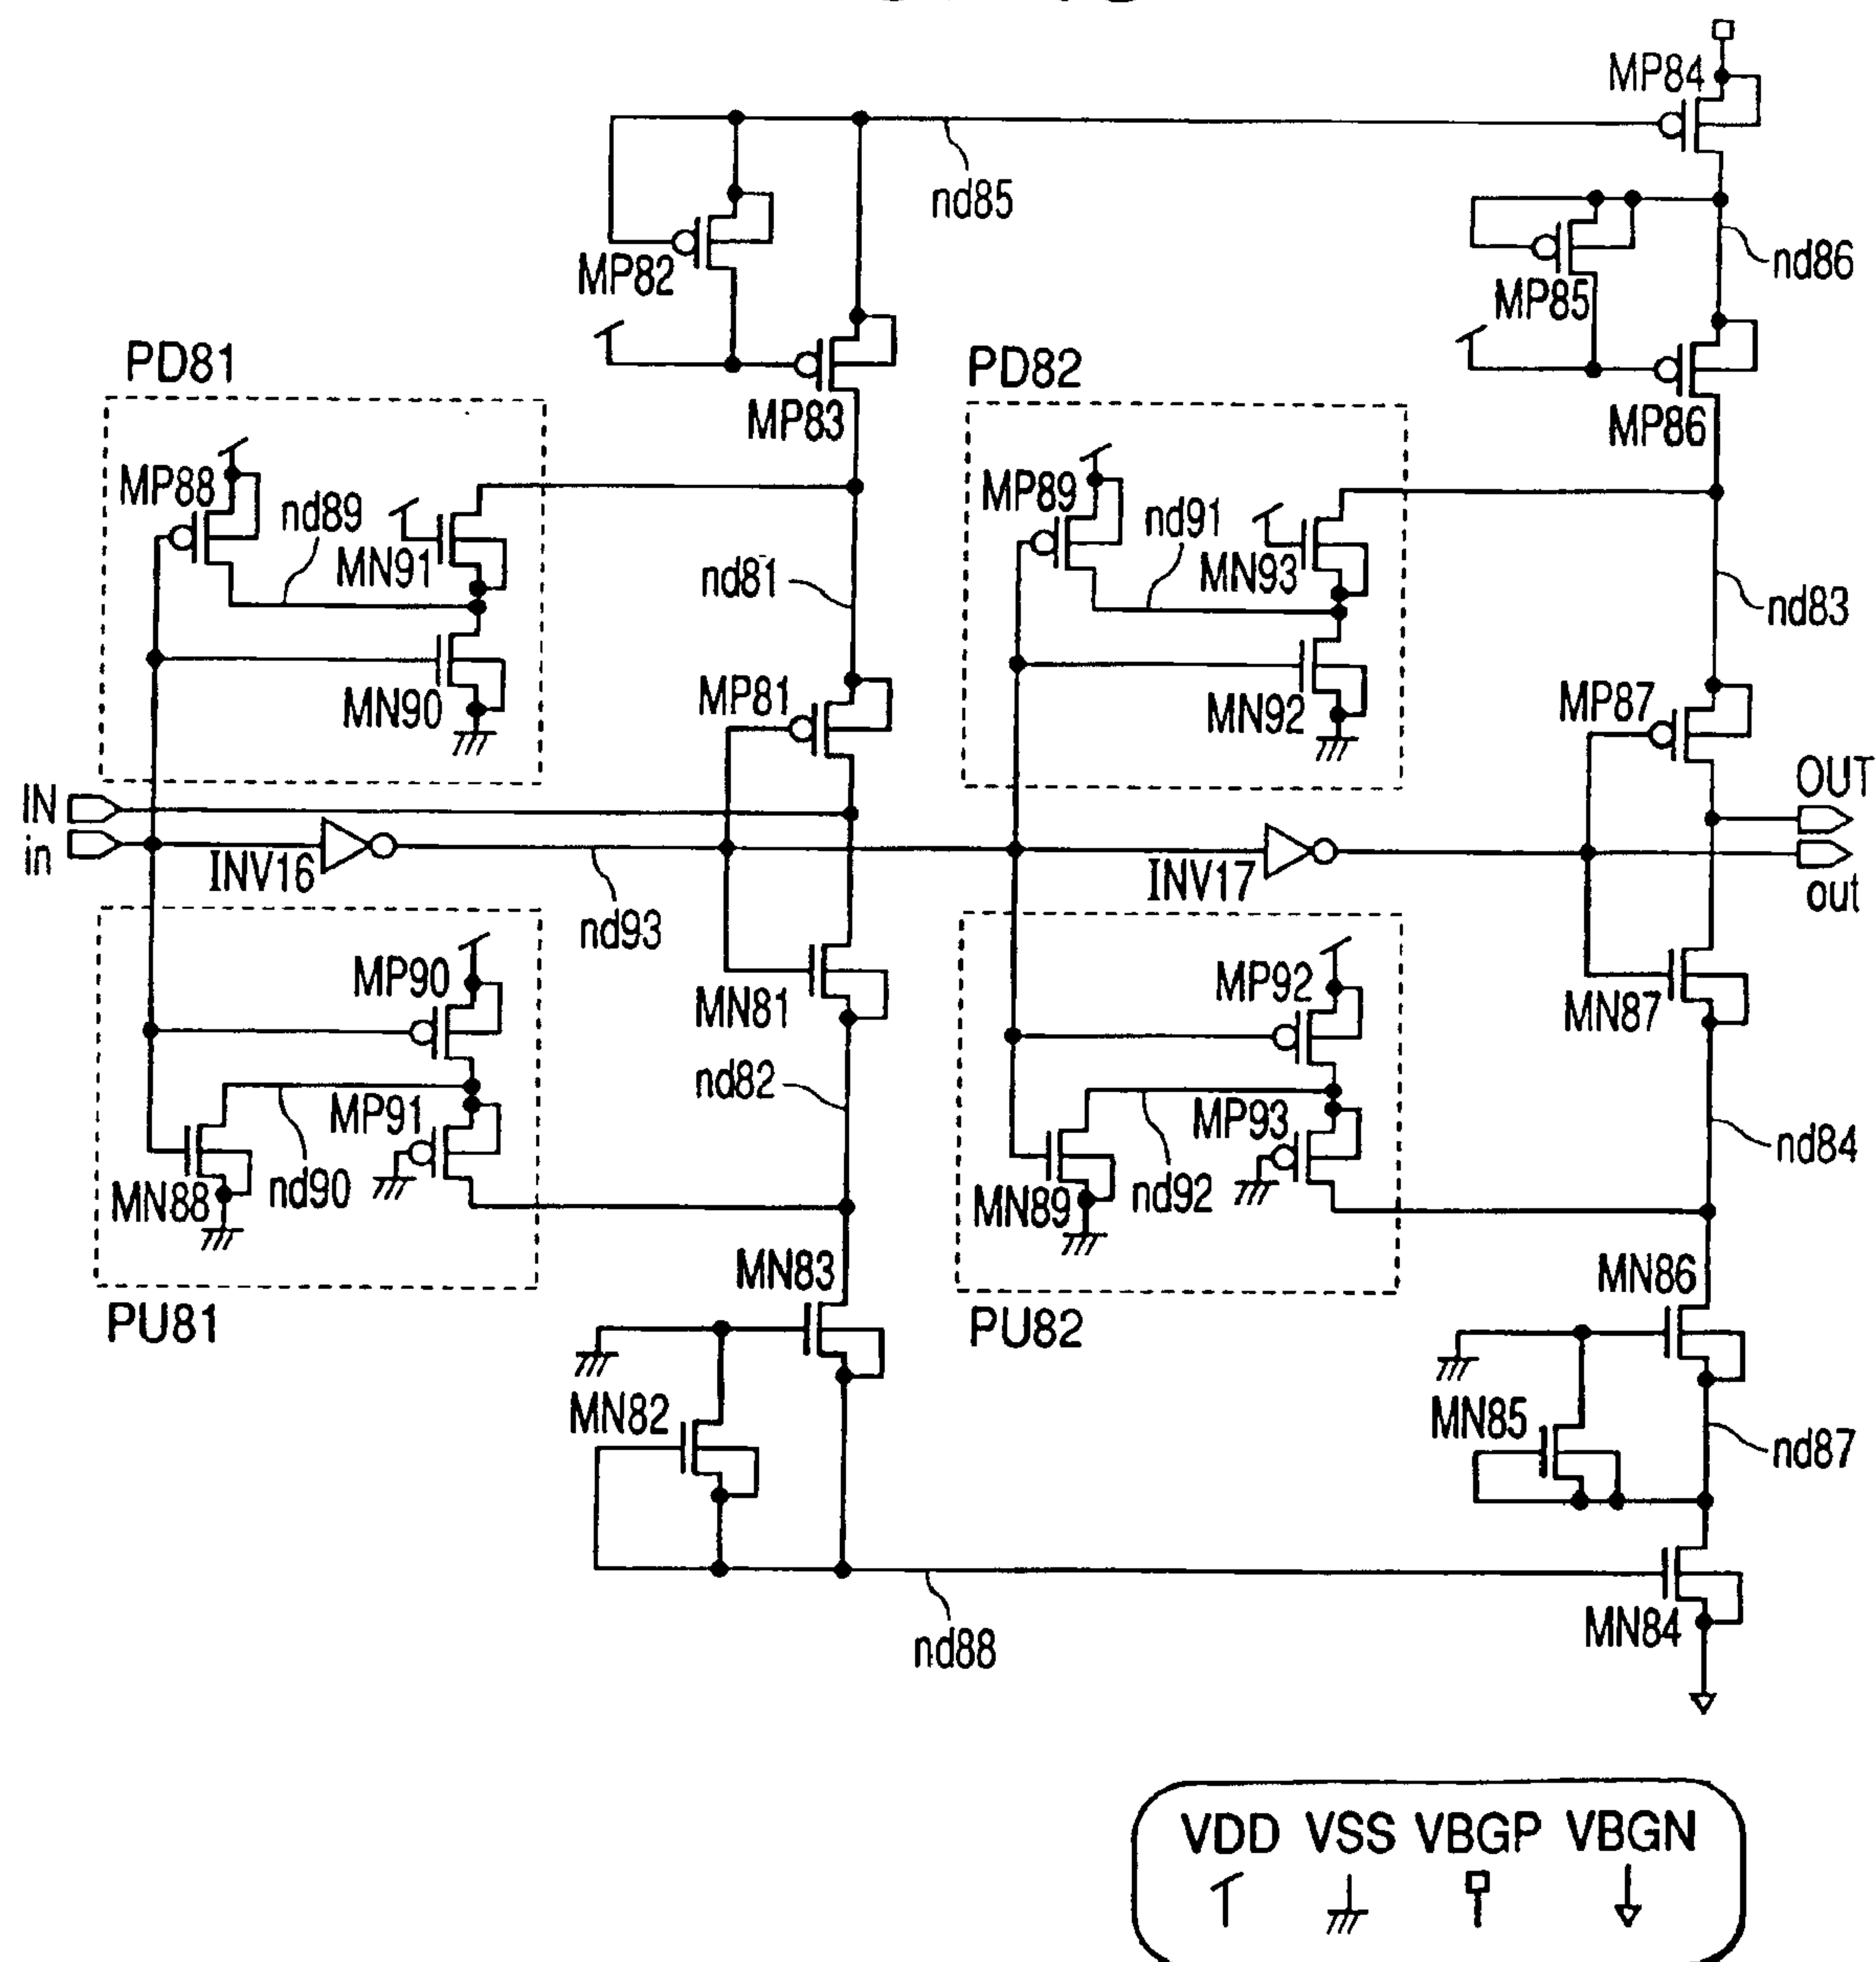 MP84
nd85
MP82
nd86
MP85
PD81
PD82
MP83
MP86
MP88
nd89
MN91
MP89
nd91
MN93
nd81
nd83
MN90
MP81
MN92
MP87
IN
OUT
in
INV16
INV17
out
nd93
MP90
MN81
MP92
MN87
nd82
MP91
MP93
nd84
MN88
nd90
MN89
nd92
MN83
MN86
PU81
PU82
MN82
MN85
nd87
nd88
MN84
VDD VSS VBGP VBGN